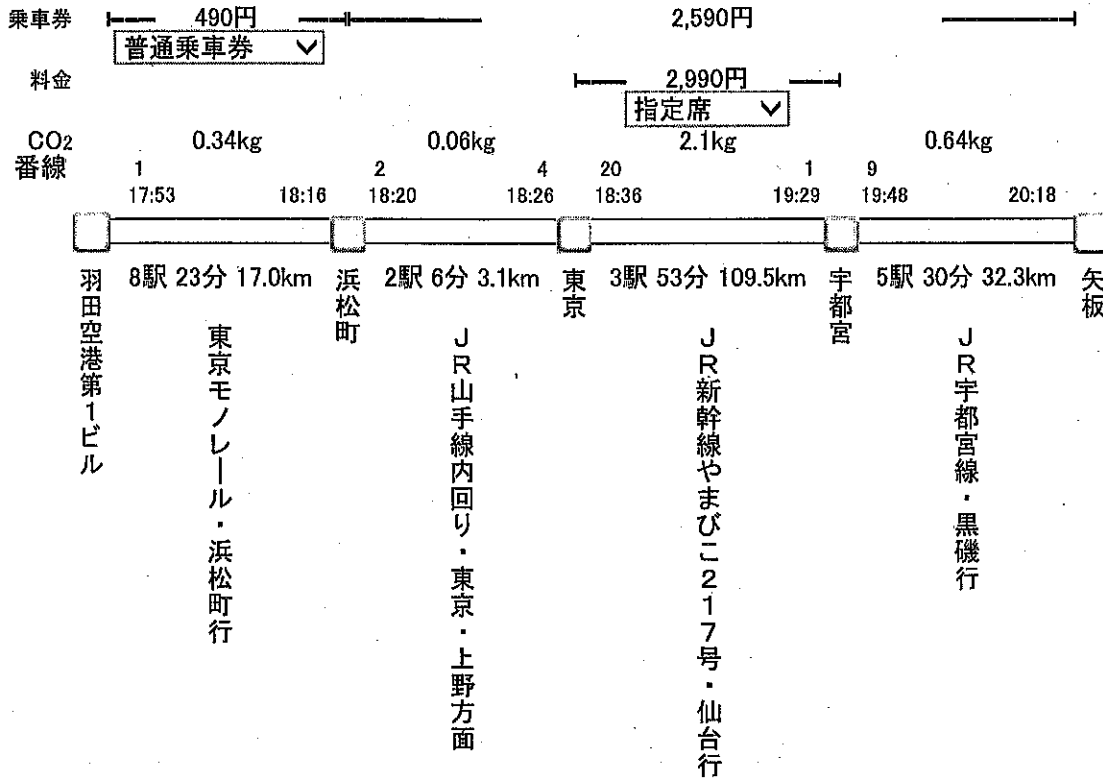 乗車券 490円 2,590円
普通乗車券
料金 2,990円
指定席
CO2 0.34kg 0.06kg 2.1kg 0.64kg
番線 1 2 4 20 1 9
17:53 18:16 18:20 18:26 18:36 19:29 19:48 20:18
8駅 23分 17.0km 2駅 6分 3.1km 3駅 53分 109.5km 5駅 30分 32.3km
羽田空港第1ビル
東京モノレール・浜松町行
浜松町
JR山手線内回り・東京・上野方面
東京
JR新幹線やまびこ217号・仙台行
宇都宮
JR宇都宮線・黒磯行
矢板